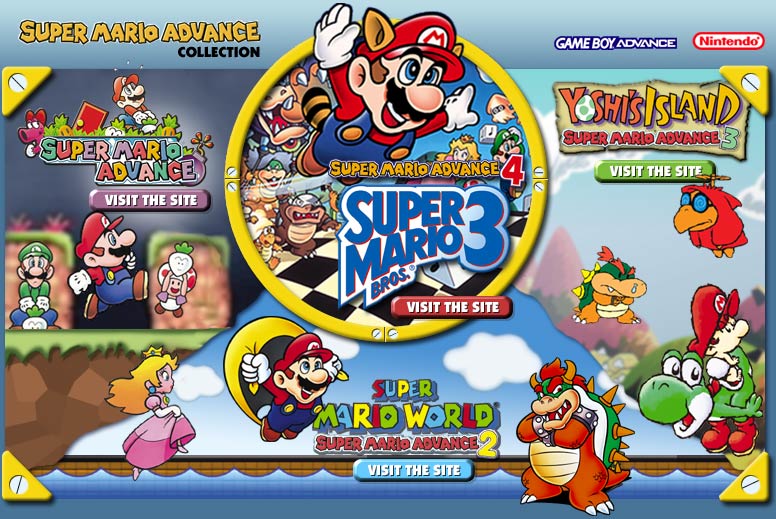 SUPER MARIO ADVANCE
COLLECTION
GAME BOY ADVANCE
Nintendo®
SUPER MARIO
ADVANCE
VISIT THE SITE
SUPER MARIO ADVANCE 4
SUPER
MARIO 3
BROS.®
VISIT THE SITE
YOSHI'S ISLAND
SUPER MARIO ADVANCE 3
VISIT THE SITE
SUPER
MARIO WORLD
SUPER MARIO ADVANCE 2
VISIT THE SITE
M